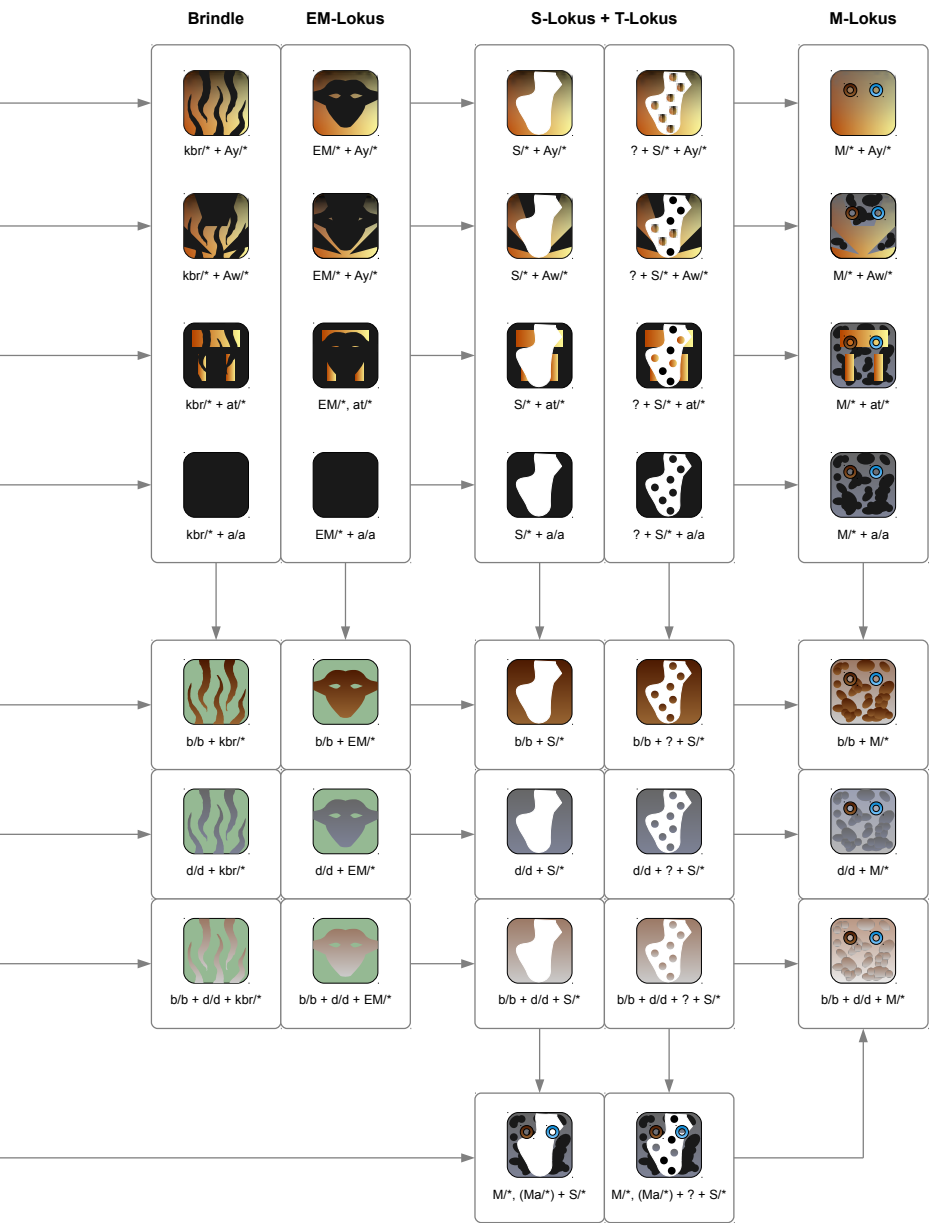 Brindle EM-Lokus S-Lokus + T-Lokus M-Lokus
kbr/* + Ay/* EM/* + Ay/* S/* + Ay/* ? + S/* + Ay/* M/* + Ay/*
kbr/* + Aw/* EM/* + Ay/* S/* + Aw/* ? + S/* + Aw/* M/* + Aw/*
kbr/* + at/* EM/*, at/* S/* + at/* ? + S/* + at/* M/* + at/*
kbr/* + a/a EM/* + a/a S/* + a/a ? + S/* + a/a M/* + a/a
b/b + kbr/* b/b + EM/* b/b + S/* b/b + ? + S/* b/b + M/*
d/d + kbr/* d/d + EM/* d/d + S/* d/d + ? + S/* d/d + M/*
b/b + d/d + kbr/* b/b + d/d + EM/* b/b + d/d + S/* b/b + d/d + ? + S/* b/b + d/d + M/*
M/*, (Ma/*) + S/* M/*, (Ma/*) + ? + S/*